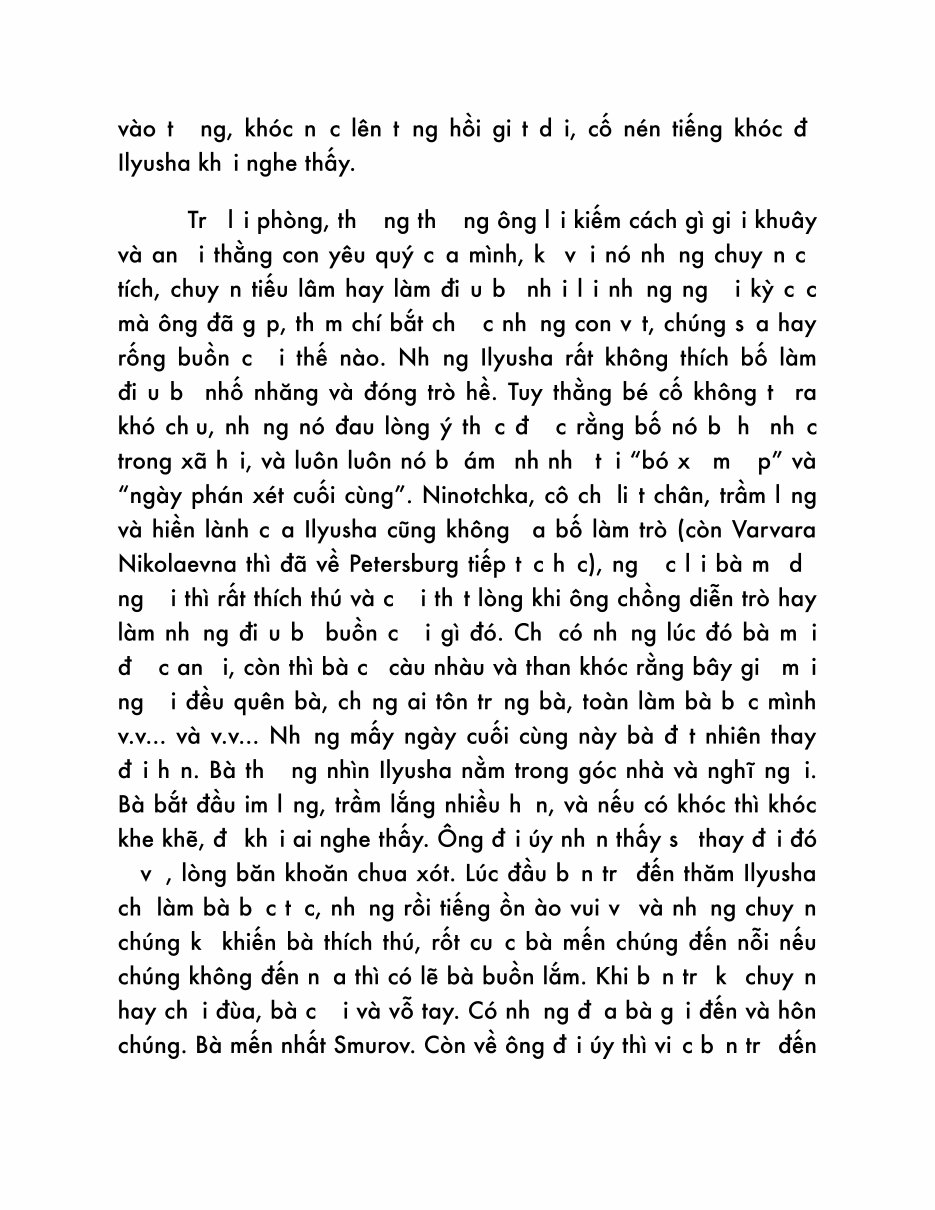 vào t  ng, khóc n c lên t ng hồi gi t d i, cố nén tiếng khóc đ
Ilyusha kh i nghe thấy.
Tr  l i phòng, th  ng th  ng ông l i kiếm cách gì gi i khuây
và an  i thằng con yêu quý c a mình, k  v i nó nh ng chuy n c
tích, chuy n tiếu lâm hay làm đi u b  nh i l i nh ng ng  i kỳ c c
mà ông đã g p, th m chí bắt ch  c nh ng con v t, chúng s a hay
rống buồn c  i thế nào. Nh ng Ilyusha rất không thích bố làm
đi u b  nhố nhăng và đóng trò hề. Tuy thằng bé cố không t  ra
khó ch u, nh ng nó đau lòng ý th c đ  c rằng bố nó b  h  nh c
trong xã h i, và luôn luôn nó b  ám  nh nh  t i “bó x  m  p” và
“ngày phán xét cuối cùng”. Ninotchka, cô ch  li t chân, trầm l ng
và hiền lành c a Ilyusha cũng không  a bố làm trò (còn Varvara
Nikolaevna thì đã về Petersburg tiếp t c h c), ng  c l i bà m  d
ng  i thì rất thích thú và c  i th t lòng khi ông chồng diễn trò hay
làm nh ng đi u b  buồn c  i gì đó. Ch  có nh ng lúc đó bà m i
đ  c an  i, còn thì bà c  càu nhàu và than khóc rằng bây gi  m i
ng  i đều quên bà, ch ng ai tôn tr ng bà, toàn làm bà b c mình
v.v... và v.v... Nh ng mấy ngày cuối cùng này bà đ t nhiên thay
đ i h n. Bà th  ng nhìn Ilyusha nằm trong góc nhà và nghĩ ng i.
Bà bắt đầu im l ng, trầm lắng nhiều h n, và nếu có khóc thì khóc
khe khẽ, đ  kh i ai nghe thấy. Ông đ i úy nh n thấy s  thay đ i đó
 v , lòng băn khoăn chua xót. Lúc đầu b n tr  đến thăm Ilyusha
ch  làm bà b c t c, nh ng rồi tiếng ồn ào vui v  và nh ng chuy n
chúng k  khiến bà thích thú, rốt cu c bà mến chúng đến nỗi nếu
chúng không đến n a thì có lẽ bà buồn lắm. Khi b n tr  k  chuy n
hay ch i đùa, bà c  i và vỗ tay. Có nh ng đ a bà g i đến và hôn
chúng. Bà mến nhất Smurov. Còn về ông đ i úy thì vi c b n tr  đến